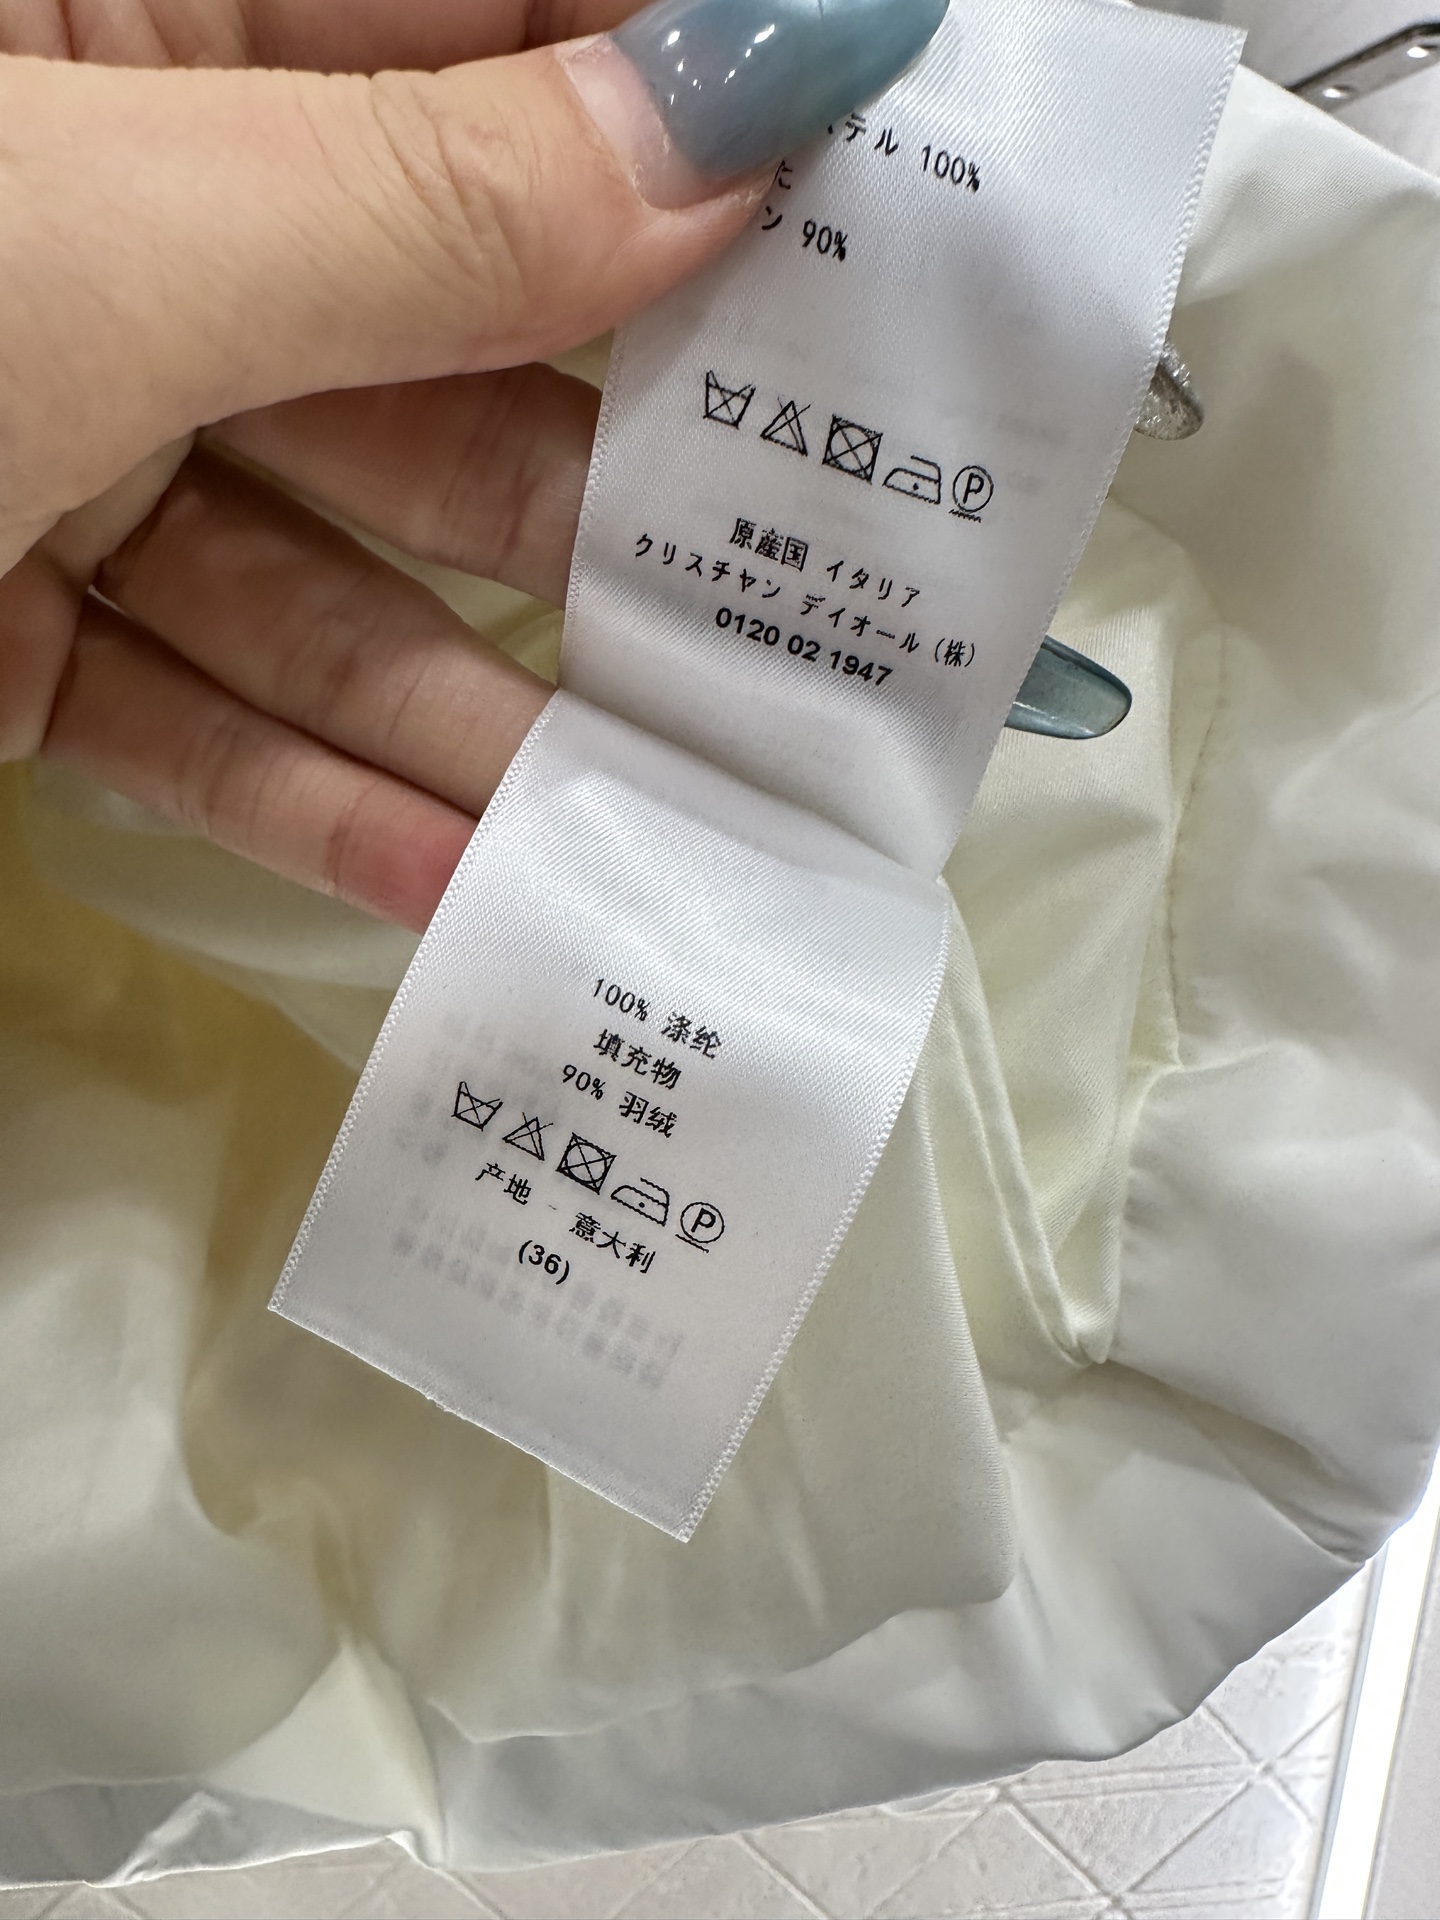 テル 100%
た
ン 90%
P
原産国 イタリア
クリスチャン ディオール（株）
0120 02 1947
100% 涤纶
填充物
90% 羽绒
P
产地 - 意大利
(36)